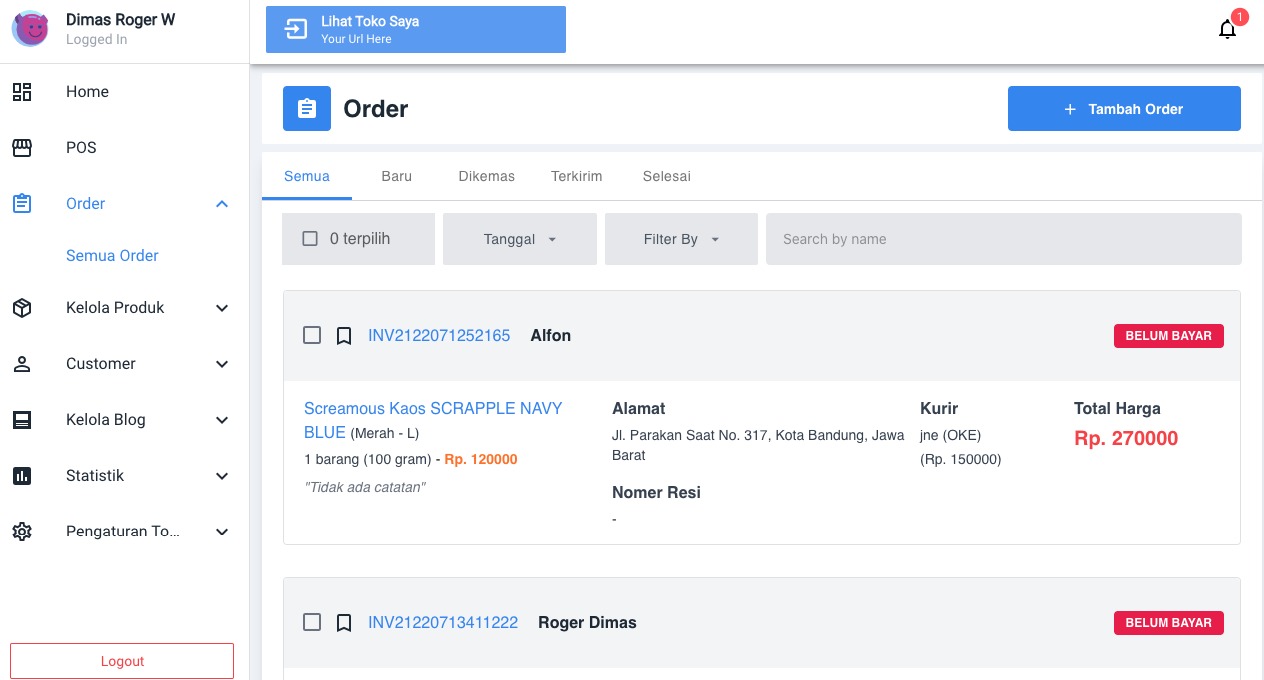 Dimas Roger W
Logged In
Lihat Toko Saya
Your Url Here
1
Home
POS
Order
Semua Order
Kelola Produk
Customer
Kelola Blog
Statistik
Pengaturan To...
Logout
Order
+ Tambah Order
Semua Baru Dikemas Terkirim Selesai
0 terpilih Tanggal Filter By Search by name
INV2122071252165 Alfon BELUM BAYAR
Screamous Kaos SCRAPPLE NAVY
BLUE (Merah - L)
1 barang (100 gram) - Rp. 120000
"Tidak ada catatan"
Alamat
Jl. Parakan Saat No. 317, Kota Bandung, Jawa
Barat
Nomer Resi
-
Kurir
jne (OKE)
(Rp. 150000)
Total Harga
Rp. 270000
INV21220713411222 Roger Dimas BELUM BAYAR